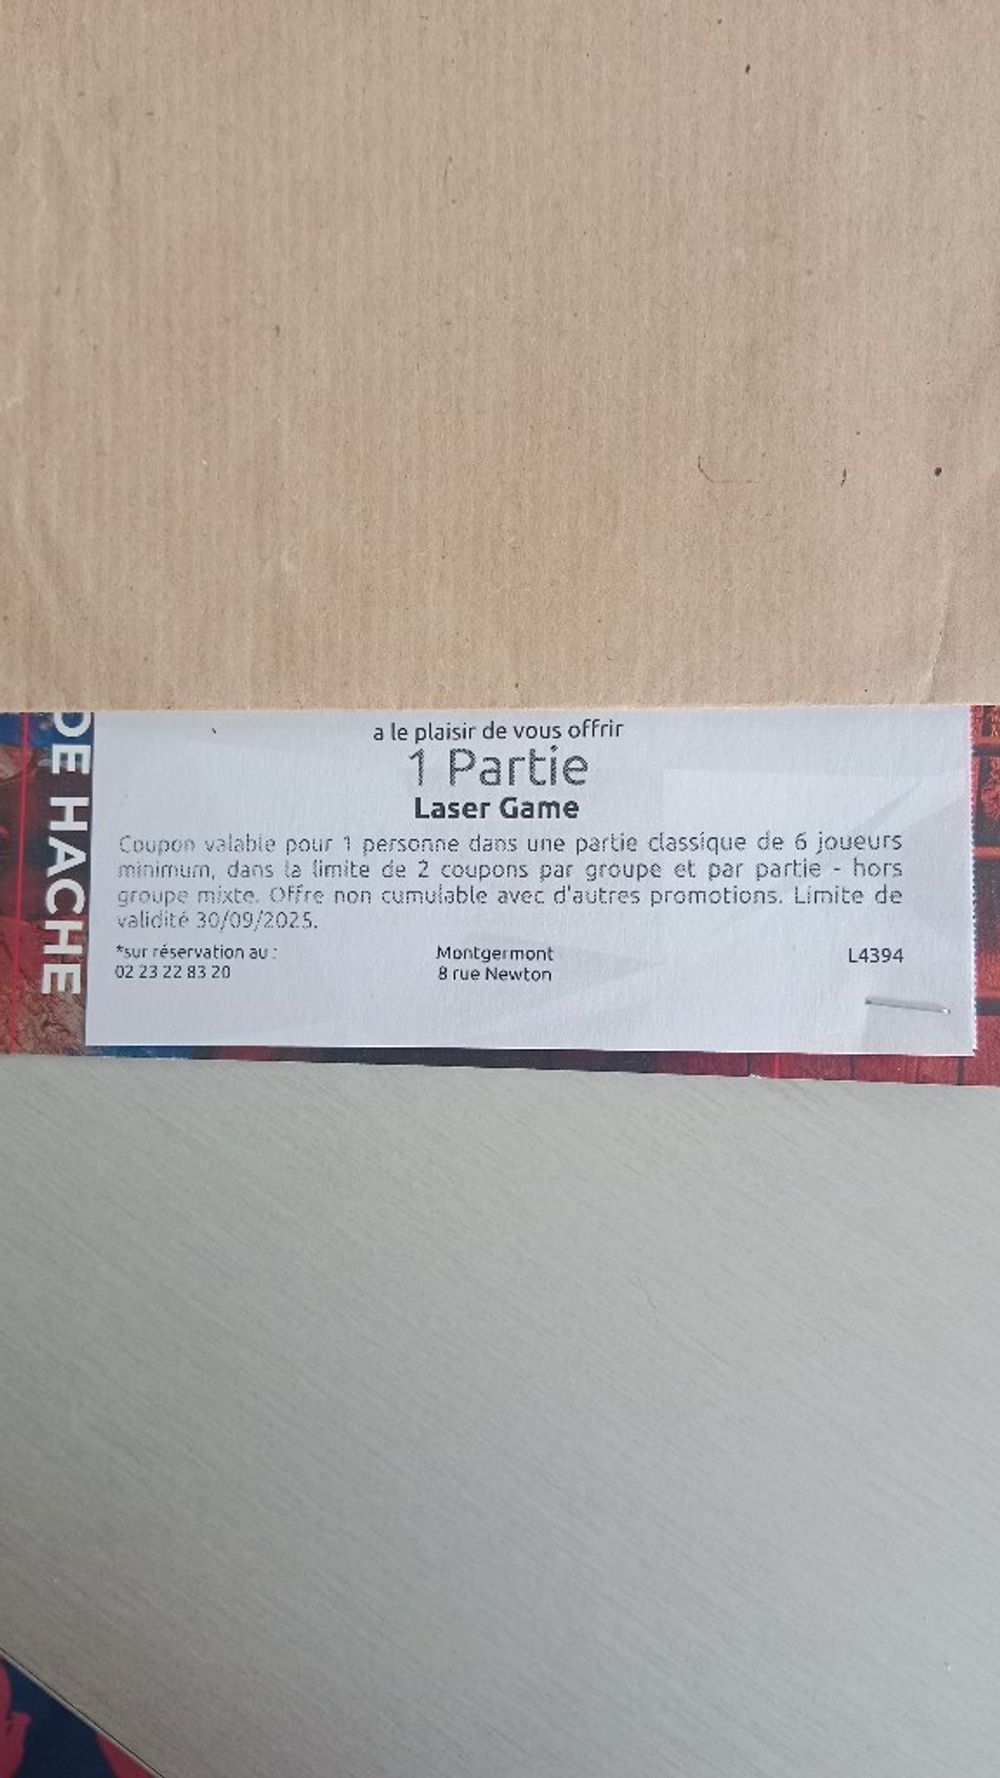 a le plaisir de vous offrir
1 Partie
Laser Game
Coupon valable pour 1 personne dans une partie classique de 6 joueurs
minimum, dans la limite de 2 coupons par groupe et par partie - hors
groupe mixte. Offre non cumulable avec d'autres promotions. Limite de
validité 30/09/2025.
*sur réservation au :
02 23 22 83 20
Montgermont
8 rue Newton
L4394
DE HACHE